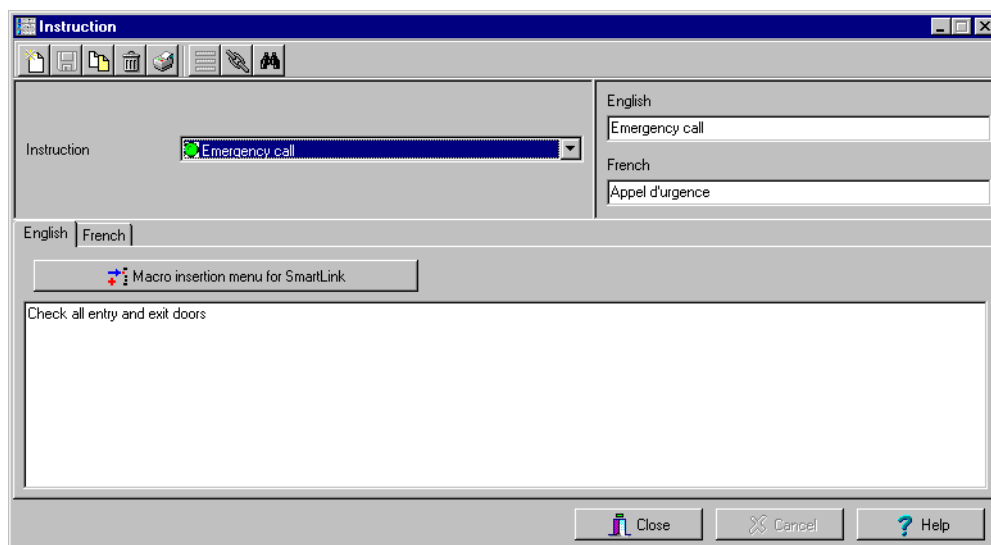 Instruction
English
Emergency call
Instruction
Emergency call
French
Appel d'urgence
English
French
Macro insertion menu for SmartLink
Check all entry and exit doors
Close
Cancel
Help